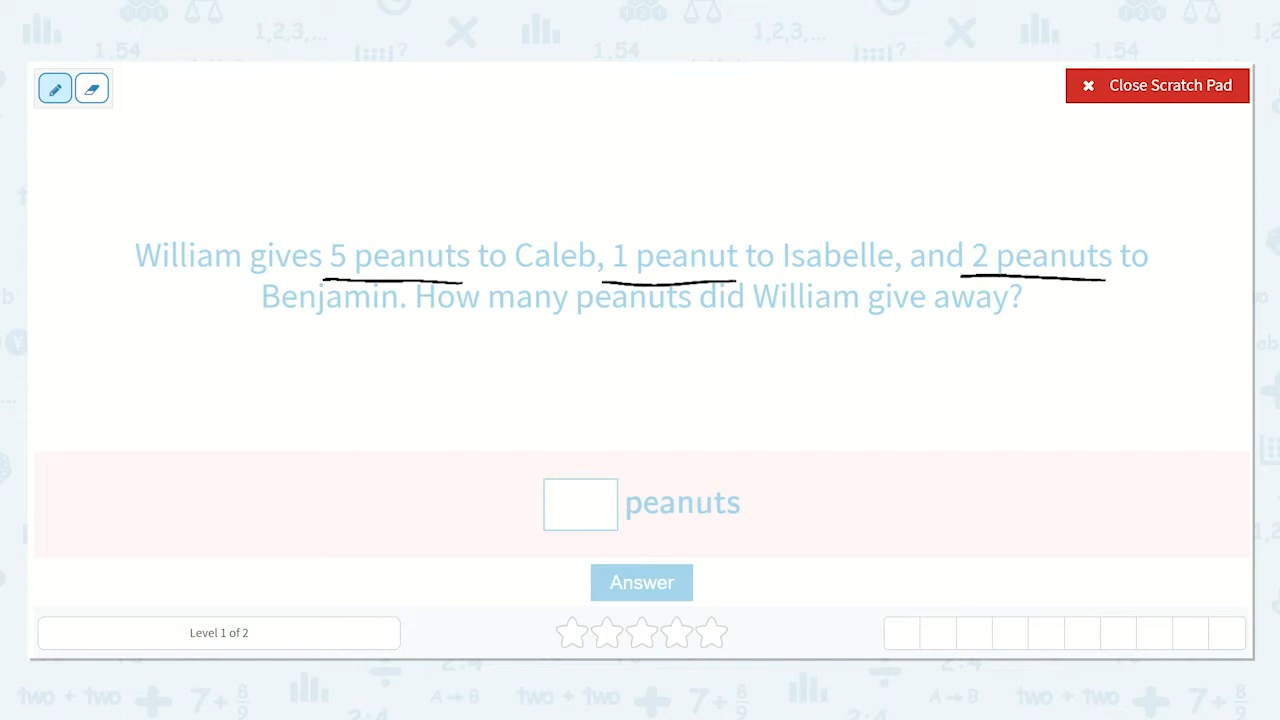 Close Scratch Pad
William gives 5 peanuts to Caleb, 1 peanut to Isabelle, and 2 peanuts to
Benjamin. How many peanuts did William give away?
peanuts
Answer
Level 1 of 2